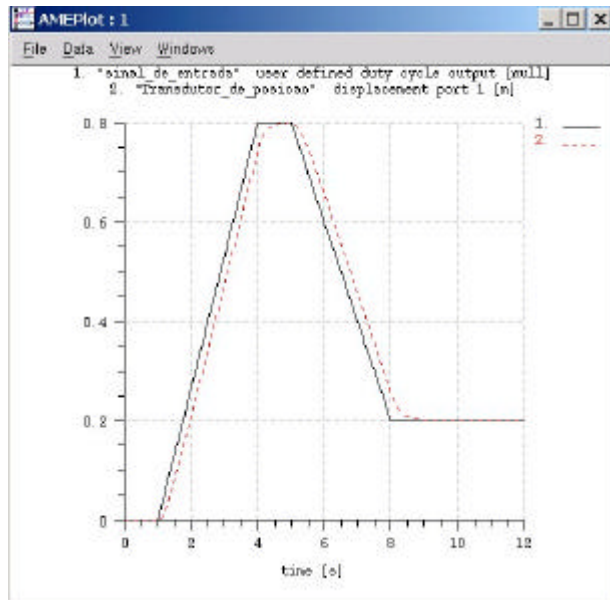 AMEPlot : 1
File Data View Windows
1. "sinal_de_entrada" user defined duty cycle output [null]
2. "Transdutor_de_posicao" displacement port 1 [m]
1.
2.
0.8
0.6
0.4
0.2
0
0 2 4 6 8 10 12
time [s]